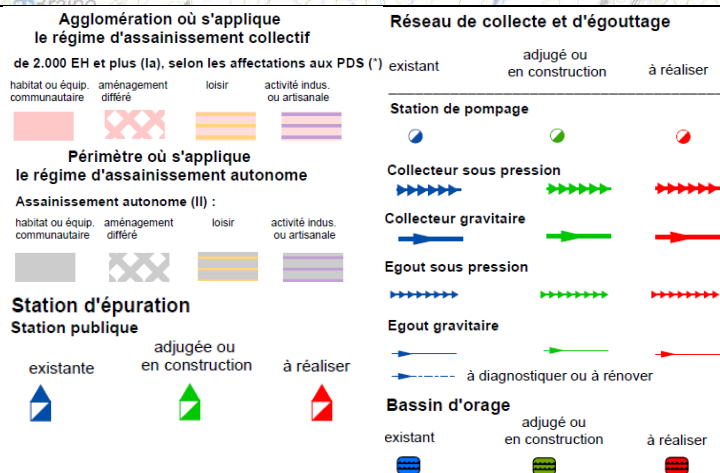 Agglomération où s'applique
le régime d'assainissement collectif
de 2.000 EH et plus (Ia), selon les affectations aux PDS (*)
habitat ou équip. communautaire
aménagement différé
loisir
activité indus. ou artisanale
Périmètre où s'applique
le régime d'assainissement autonome
Assainissement autonome (II) :
habitat ou équip. communautaire
aménagement différé
loisir
activité indus. ou artisanale
Station d'épuration
Station publique
existante
adjugée ou
en construction
à réaliser
Réseau de collecte et d'égouttage
existant
adjugé ou
en construction
à réaliser
Station de pompage
Collecteur sous pression
Collecteur gravitaire
Egout sous pression
Egout gravitaire
à diagnostiquer ou à rénover
Bassin d'orage
existant
adjugé ou
en construction
à réaliser